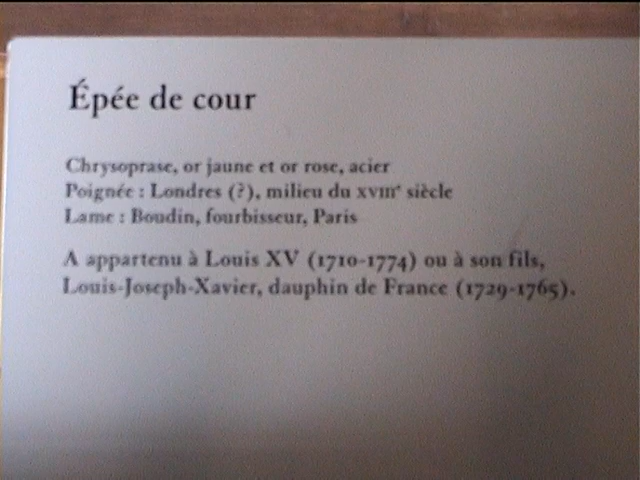 Épée de cour
Chrysoprase, or jaune et or rose, acier
Poignée : Londres (?), milieu du XVIIIᵉ siècle
Lame : Boudin, fourbisseur, Paris
A appartenu à Louis XV (1710-1774) ou à son fils,
Louis-Joseph-Xavier, dauphin de France (1729-1765).